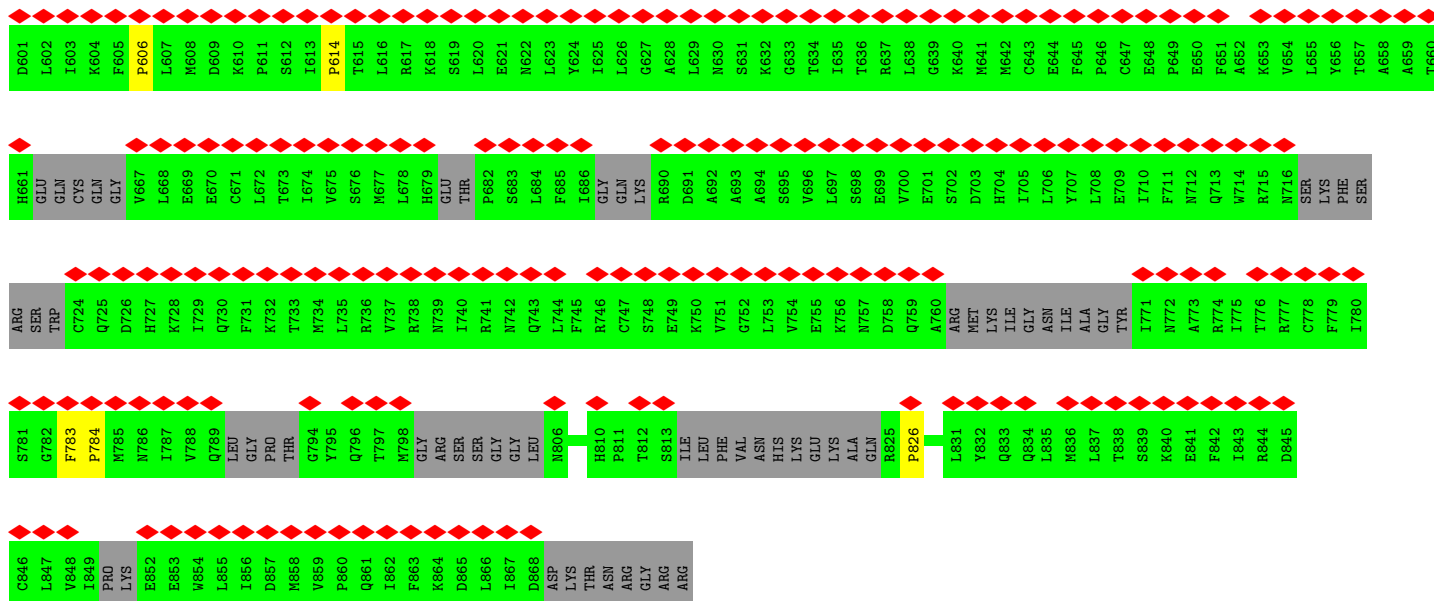 D601 L602 I603 K604 F605 P606 L607 M608 D609 K610 P611 S612 I613 P614 T615 L616 R617 K618 S619 L620 E621 N622 L623 Y624 I625 L626 G627 A628 L629 N630 S631 K632 G633 T634 I635 T636 R637 L638 G639 K640 M641 M642 C643 E644 F645 P646 C647 E648 P649 E650 F651 A652 K653 V654 L655 Y656 T657 A658 A659 T660
H661 GLU GLN CYS GLN GLY V667 L668 E669 E670 C671 L672 T673 I674 V675 S676 M677 L678 H679 GLU THR P682 S683 L684 F685 I686 GLY GLN LYS R690 D691 A692 A693 A694 S695 V696 L697 S698 E699 V700 E701 S702 D703 H704 I705 L706 Y707 L708 E709 I710 F711 N712 Q713 W714 R715 N716 SER LYS PHE SER
ARG SER TRP C724 Q725 D726 H727 K728 I729 Q730 F731 K732 T733 M734 L735 R736 V737 R738 N739 I740 R741 N742 Q743 L744 F745 R746 C747 S748 E749 K750 V751 G752 L753 V754 E755 K756 N757 D758 Q759 A760 ARG MET LYS ILE GLY ASN ILE ALA GLY TYR I771 N772 A773 R774 I775 T776 R777 C778 F779 I780
S781 G782 F783 P784 M785 N786 I787 V788 Q789 LEU GLY PRO THR G794 Y795 Q796 T797 M798 GLY ARG SER SER GLY GLY LEU N806 H810 P811 T812 S813 ILE LEU PHE VAL ASN HIS LYS GLU LYS ALA GLN R825 P826 L831 Y832 Q833 Q834 L835 M836 L837 T838 S839 K840 E841 F842 I843 R844 D845
C846 L847 V848 I849 PRO LYS E852 E853 W854 L855 I856 D857 M858 V859 P860 Q861 I862 F863 K864 D865 L866 I867 D868 ASP LYS THR ASN ARG GLY ARG ARG